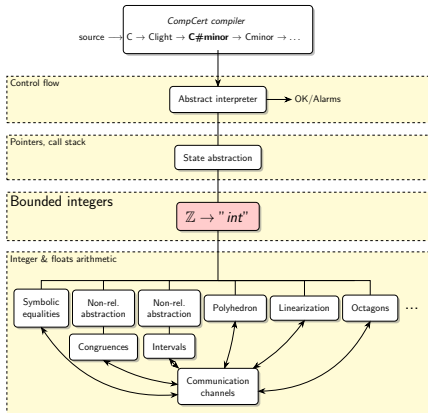 CompCert compiler
source → C → Clight → C#minor → Cminor → ...
Control flow
Abstract interpreter
OK/Alarms
Pointers, call stack
State abstraction
Bounded integers
ℤ → "int"
Integer & floats arithmetic
Symbolic
equalities
Non-rel.
abstraction
Non-rel.
abstraction
Polyhedron
Linearization
Octagons
...
Congruences
Intervals
Communication
channels